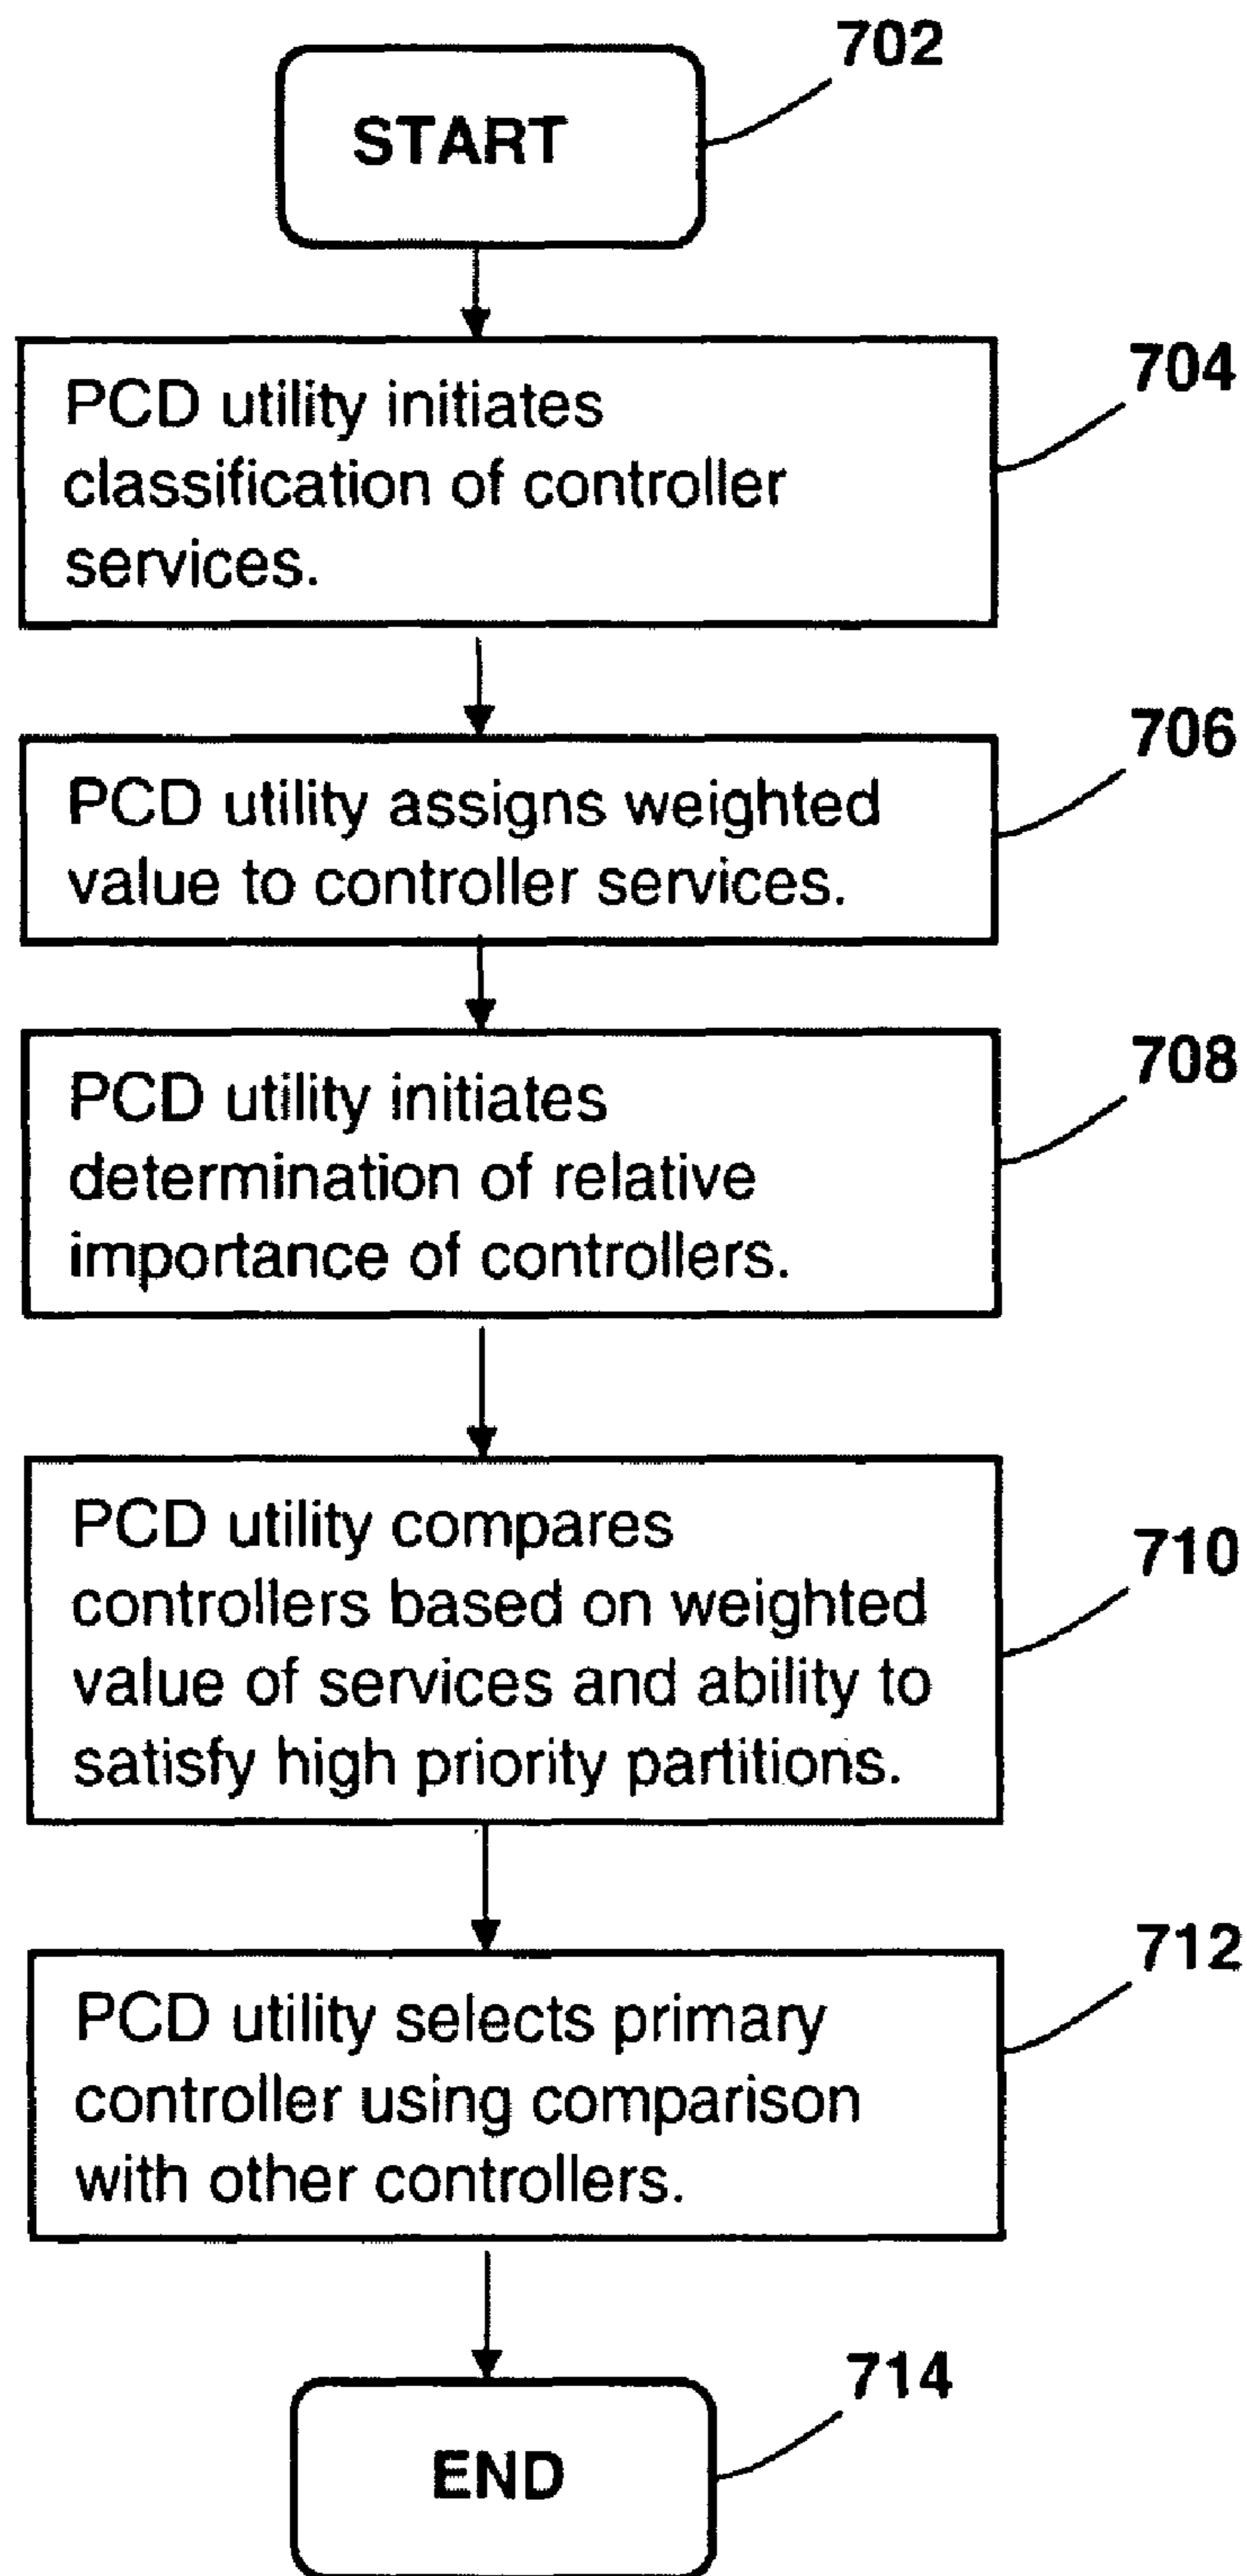 702
START
704
PCD utility initiates
classification of controller
services.
706
PCD utility assigns weighted
value to controller services.
708
PCD utility initiates
determination of relative
importance of controllers.
710
PCD utility compares
controllers based on weighted
value of services and ability to
satisfy high priority partitions.
712
PCD utility selects primary
controller using comparison
with other controllers.
714
END